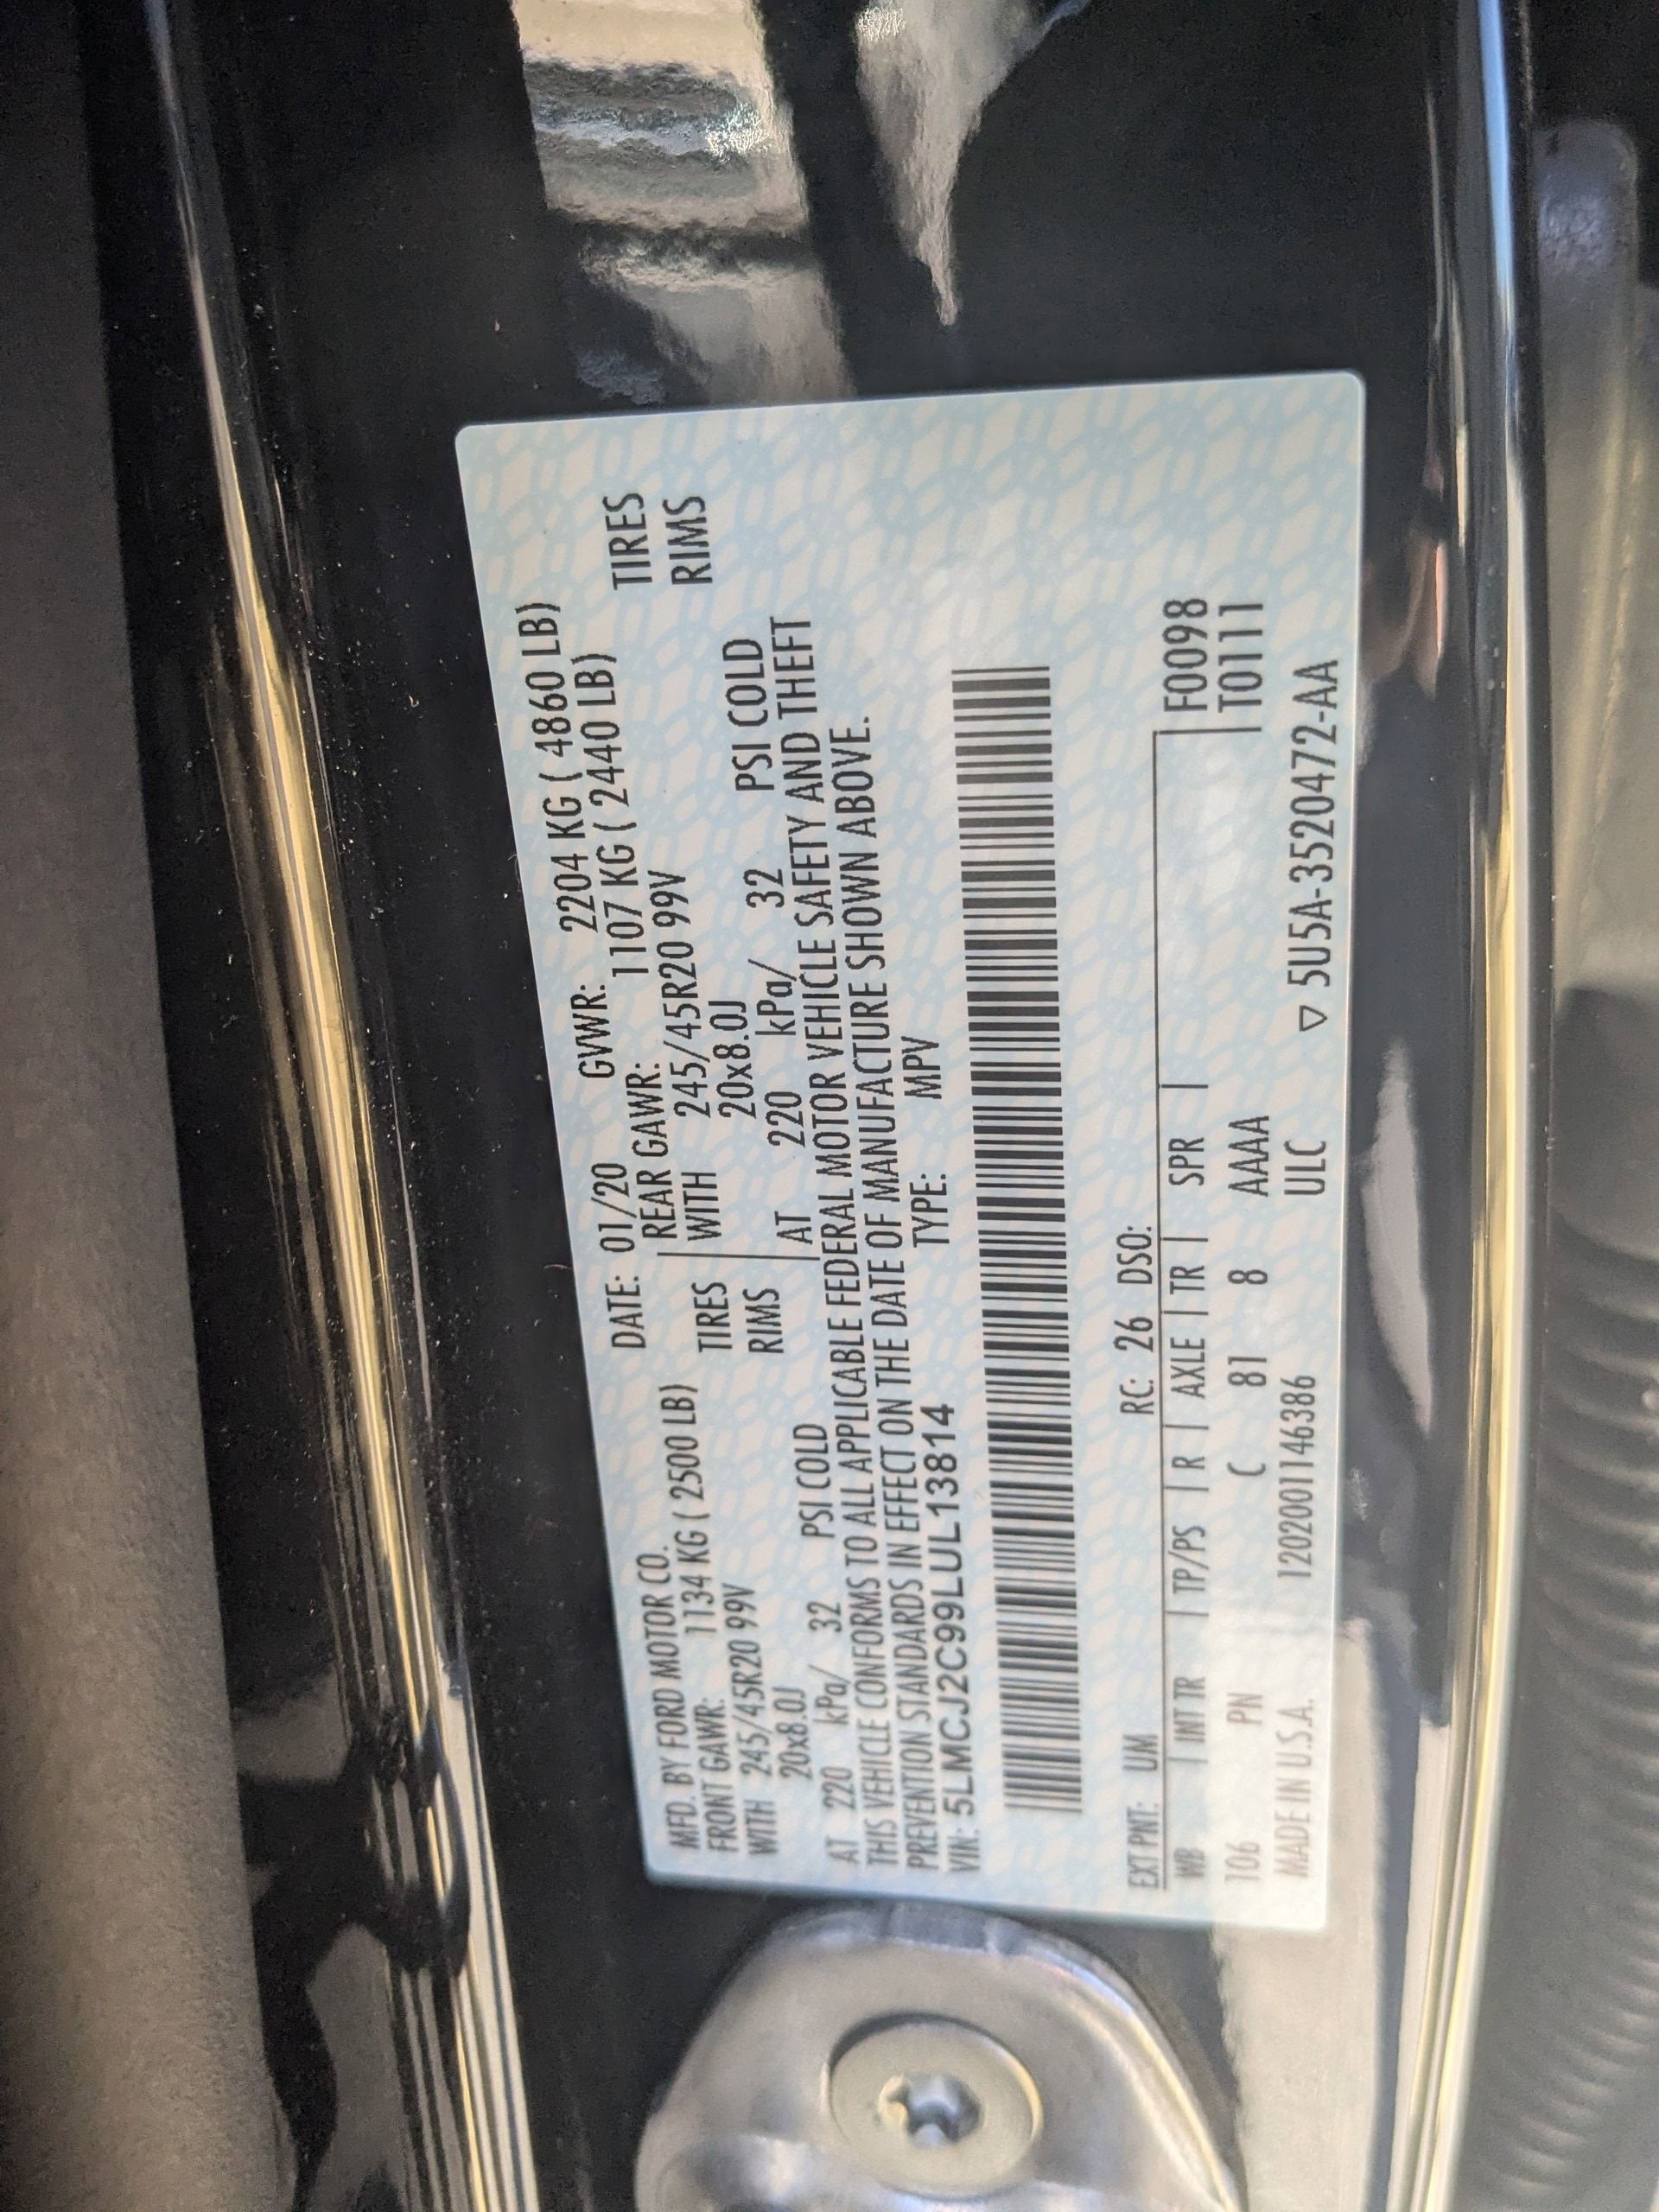 MFD. BY FORD MOTOR CO. DATE: 01/20 GVWR: 2204 KG ( 4860 LB)
FRONT GAWR: 1134 KG ( 2500 LB) REAR GAWR: 1107 KG ( 2440 LB)
WITH 245/45R20 99V TIRES WITH 245/45R20 99V TIRES
20x8.0J RIMS 20x8.0J RIMS
AT 220 kPa/ 32 PSI COLD AT 220 kPa/ 32 PSI COLD
THIS VEHICLE CONFORMS TO ALL APPLICABLE FEDERAL MOTOR VEHICLE SAFETY AND THEFT
PREVENTION STANDARDS IN EFFECT ON THE DATE OF MANUFACTURE SHOWN ABOVE.
VIN: 5LMCJ2C99LUL13814 TYPE: MPV
EXT PNT: UM RC: 26 DSO:
WB | INT TR | TP/PS | R | AXLE | TR | SPR | F0098
106 PN C 81 8 AAAA T0111
MADE IN U.S.A. 1202001146386 ULC ▽ 5U5A-3520472-AA